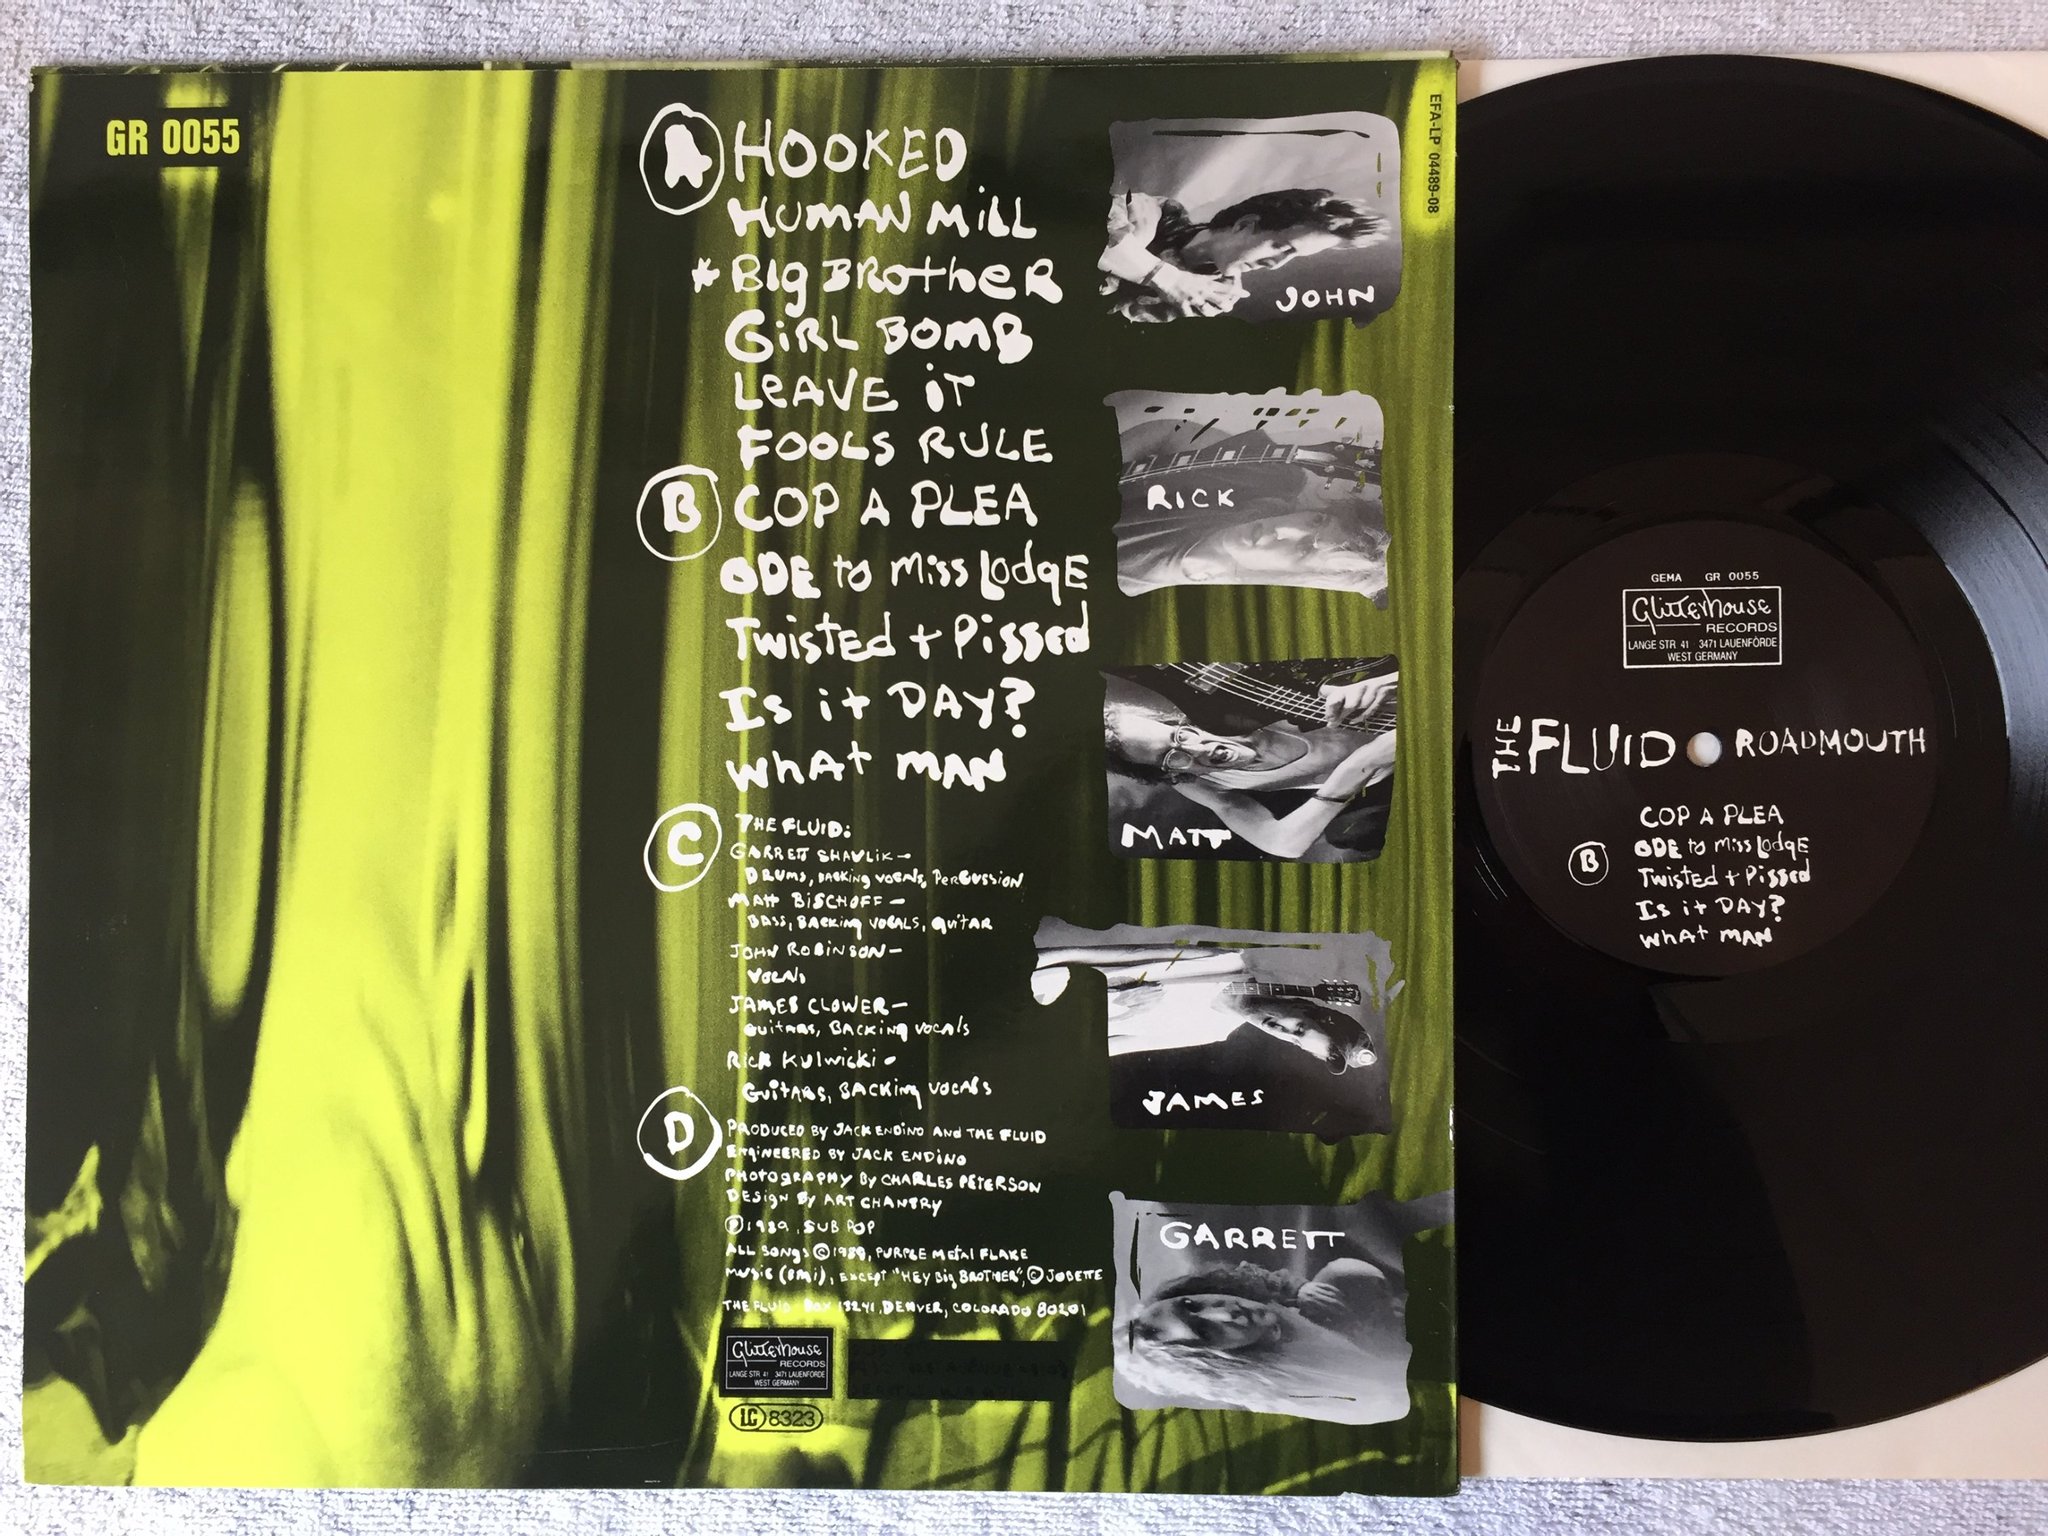 GR 0055
EFA-LP 04489-08
A HOOKED
HUMAN MiLL
* Big BRotheR
GiRL BOMB
LeAVE iT
FOOLS RULE
B COP A PLEA
ODE to Miss LodgE
Twisted + Pissed
Is it DAY?
What MAN
C THE FLUID:
GARRETT SHAVLIK –
DRUMS, BACKING VOCALS, PERCUSSION
MATT BISCHOFF –
BASS, BACKING VOCALS, GUITAR
JOHN ROBINSON –
VOCALS
JAMES CLOWER –
GUITARS, BACKING VOCALS
RICK KULWICKI -
GUITARS, BACKING VOCALS
D PRODUCED BY JACK ENDINO AND THE FLUID
ENGINEERED BY JACK ENDINO
PHOTOGRAPHY BY CHARLES PETERSON
DESIGN BY ART CHANTRY
℗ 1989, SUB POP
ALL SONGS © 1989, PURPLE METAL FLAKE
MUSIC (BMI), EXCEPT "HEY BIG BROTHER", © JOBETTE
THE FLUID BOX 13241, DENVER, COLORADO 80201
Glitterhouse
RECORDS
LANGE STR 41 3471 LAUENFÖRDE
WEST GERMANY
LC 8323
JOHN
RICK
MATT
JAMES
GARRETT
GEMA GR 0055
Glitterhouse
RECORDS
LANGE STR 41 3471 LAUENFÖRDE
WEST GERMANY
THE FLUID ROADMOUTH
COP A PLEA
ODE to Miss LodgE
B Twisted + Pissed
Is it DAY?
What MAN